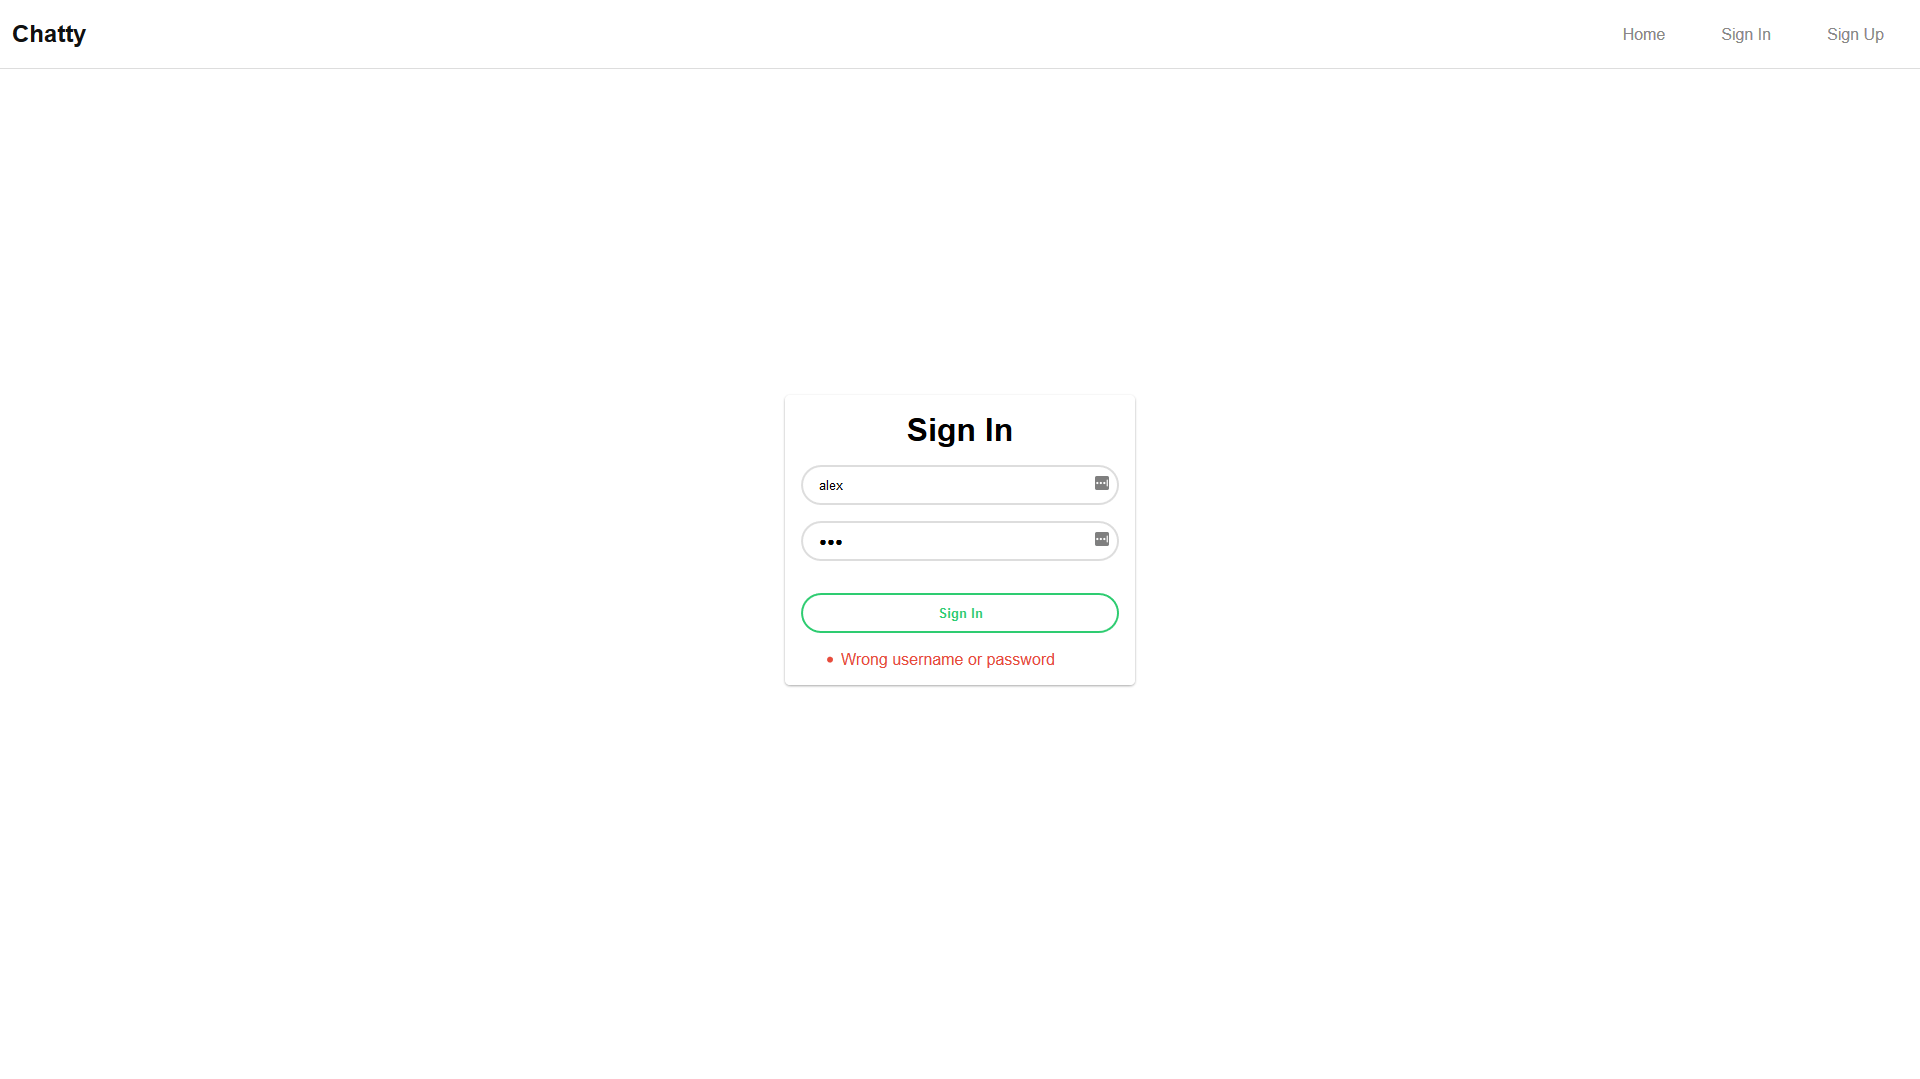 Chatty
Home
Sign In
Sign Up
Sign In
alex
•••
Sign In
• Wrong username or password